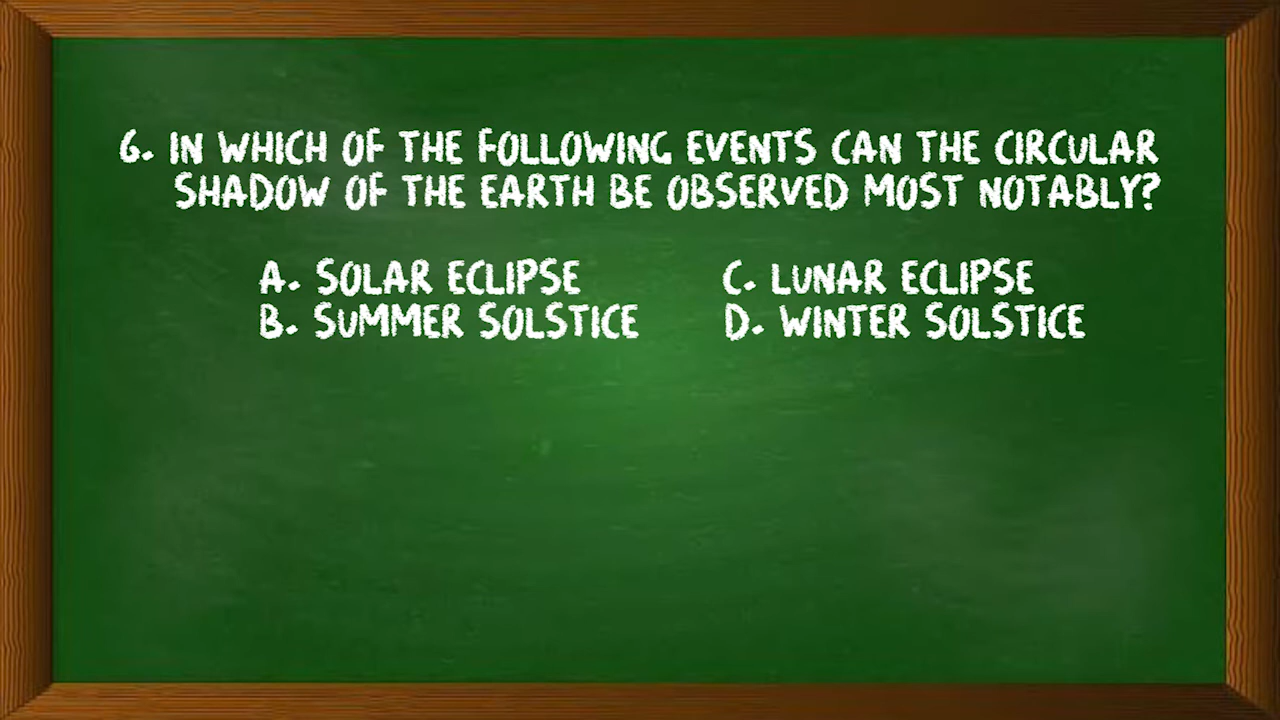 6. IN WHICH OF THE FOLLOWING EVENTS CAN THE CIRCULAR
SHADOW OF THE EARTH BE OBSERVED MOST NOTABLY?
A. SOLAR ECLIPSE
B. SUMMER SOLSTICE
C. LUNAR ECLIPSE
D. WINTER SOLSTICE